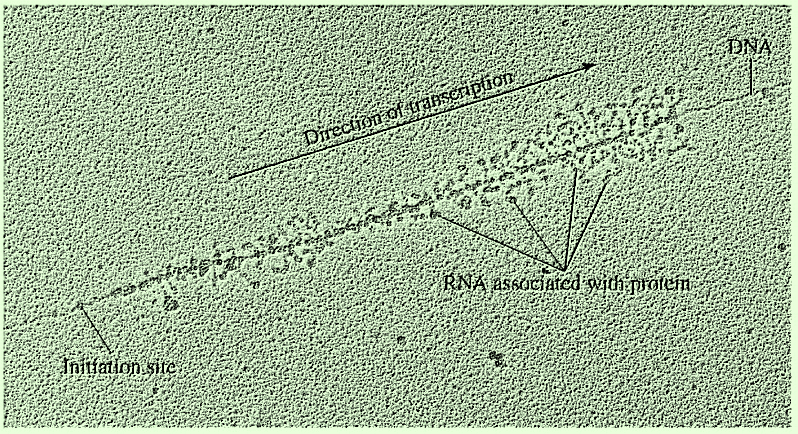 DNA
Direction of transcription
RNA associated with protein
Initiation site